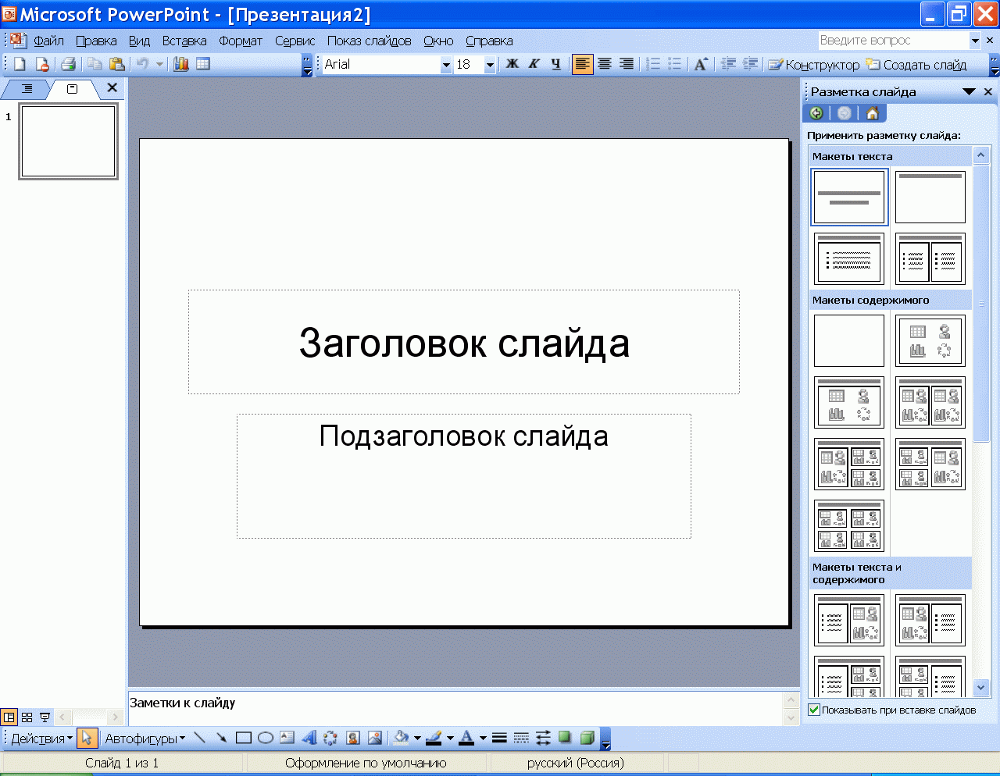 Microsoft PowerPoint - [Презентация2]
Файл Правка Вид Вставка Формат Сервис Показ слайдов Окно Справка Введите вопрос
Arial 18 Ж К Ч А Конструктор Создать слайд
Разметка слайда
1
Применить разметку слайда:
Макеты текста
Макеты содержимого
Заголовок слайда
Подзаголовок слайда
Макеты текста и
содержимого
Заметки к слайду
Показывать при вставке слайдов
Действия Автофигуры А
Слайд 1 из 1 Оформление по умолчанию русский (Россия)